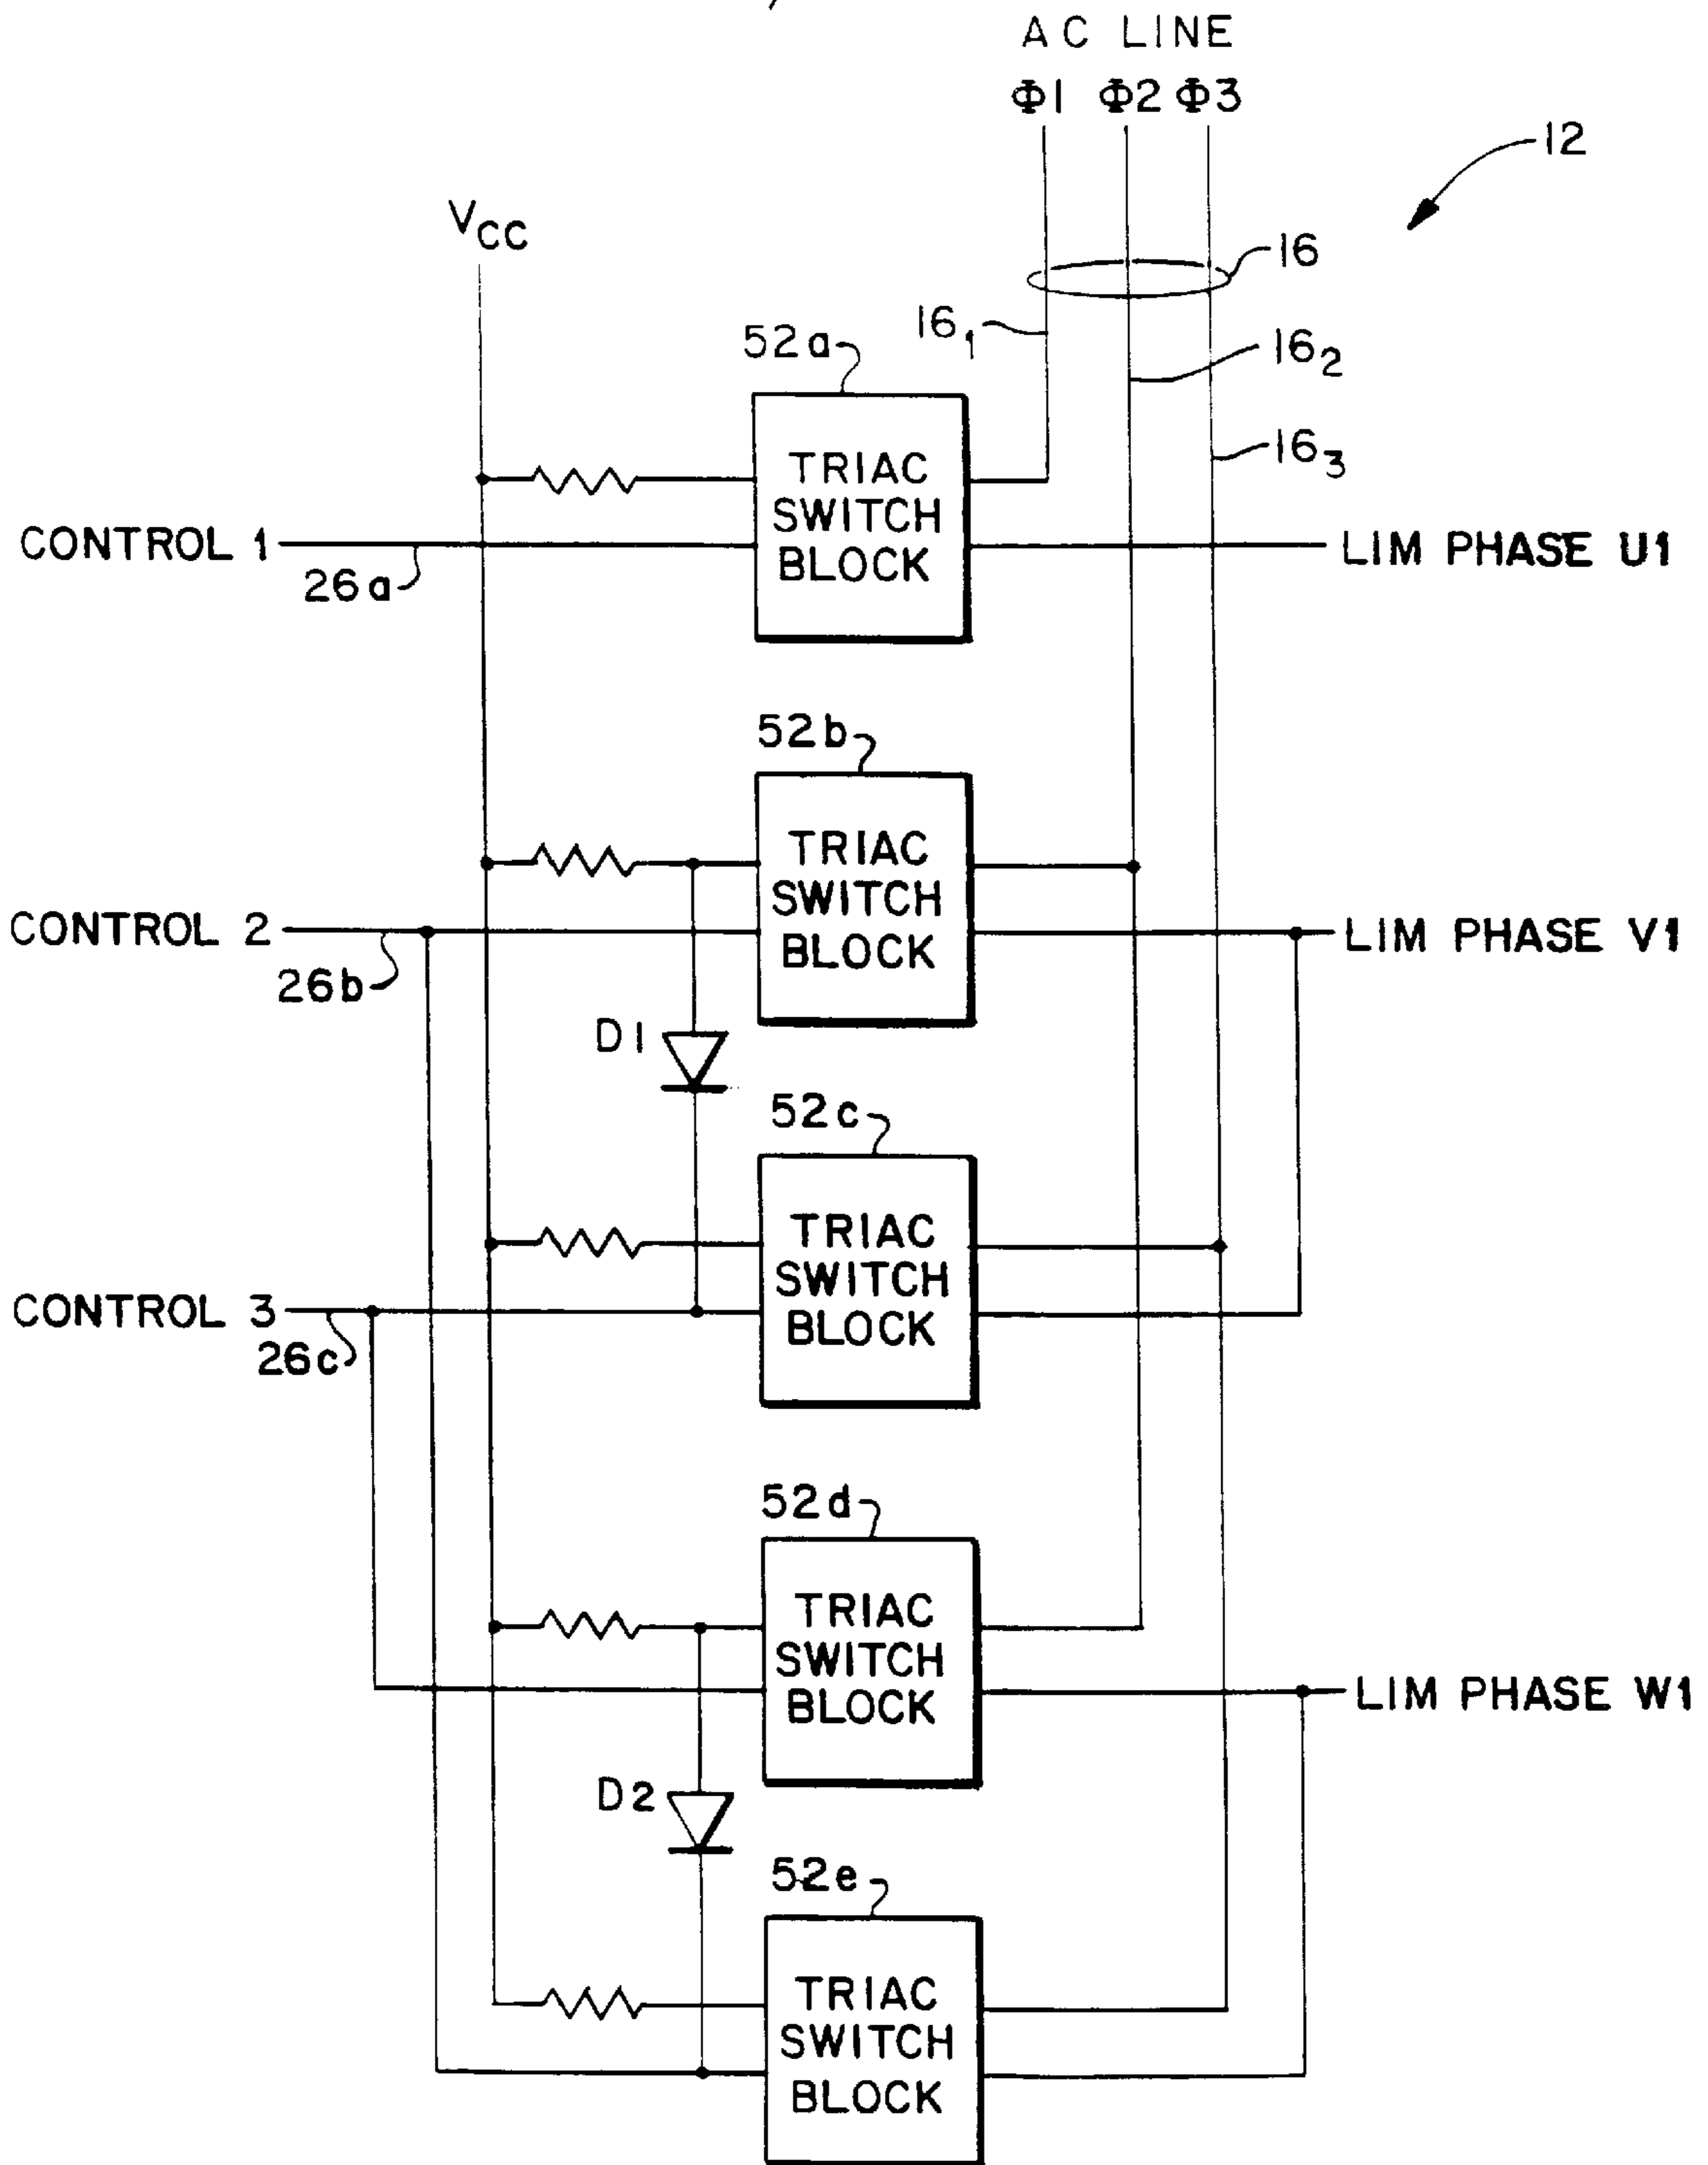 AC LINE
Φ1 Φ2 Φ3
12
VCC
16
16₁
16₂
52a
16₃
TRIAC
SWITCH
BLOCK
CONTROL 1
26a
LIM PHASE U1
52b
TRIAC
SWITCH
BLOCK
CONTROL 2
26b
LIM PHASE V1
D1
52c
TRIAC
SWITCH
BLOCK
CONTROL 3
26c
52d
TRIAC
SWITCH
BLOCK
LIM PHASE W1
D2
52e
TRIAC
SWITCH
BLOCK